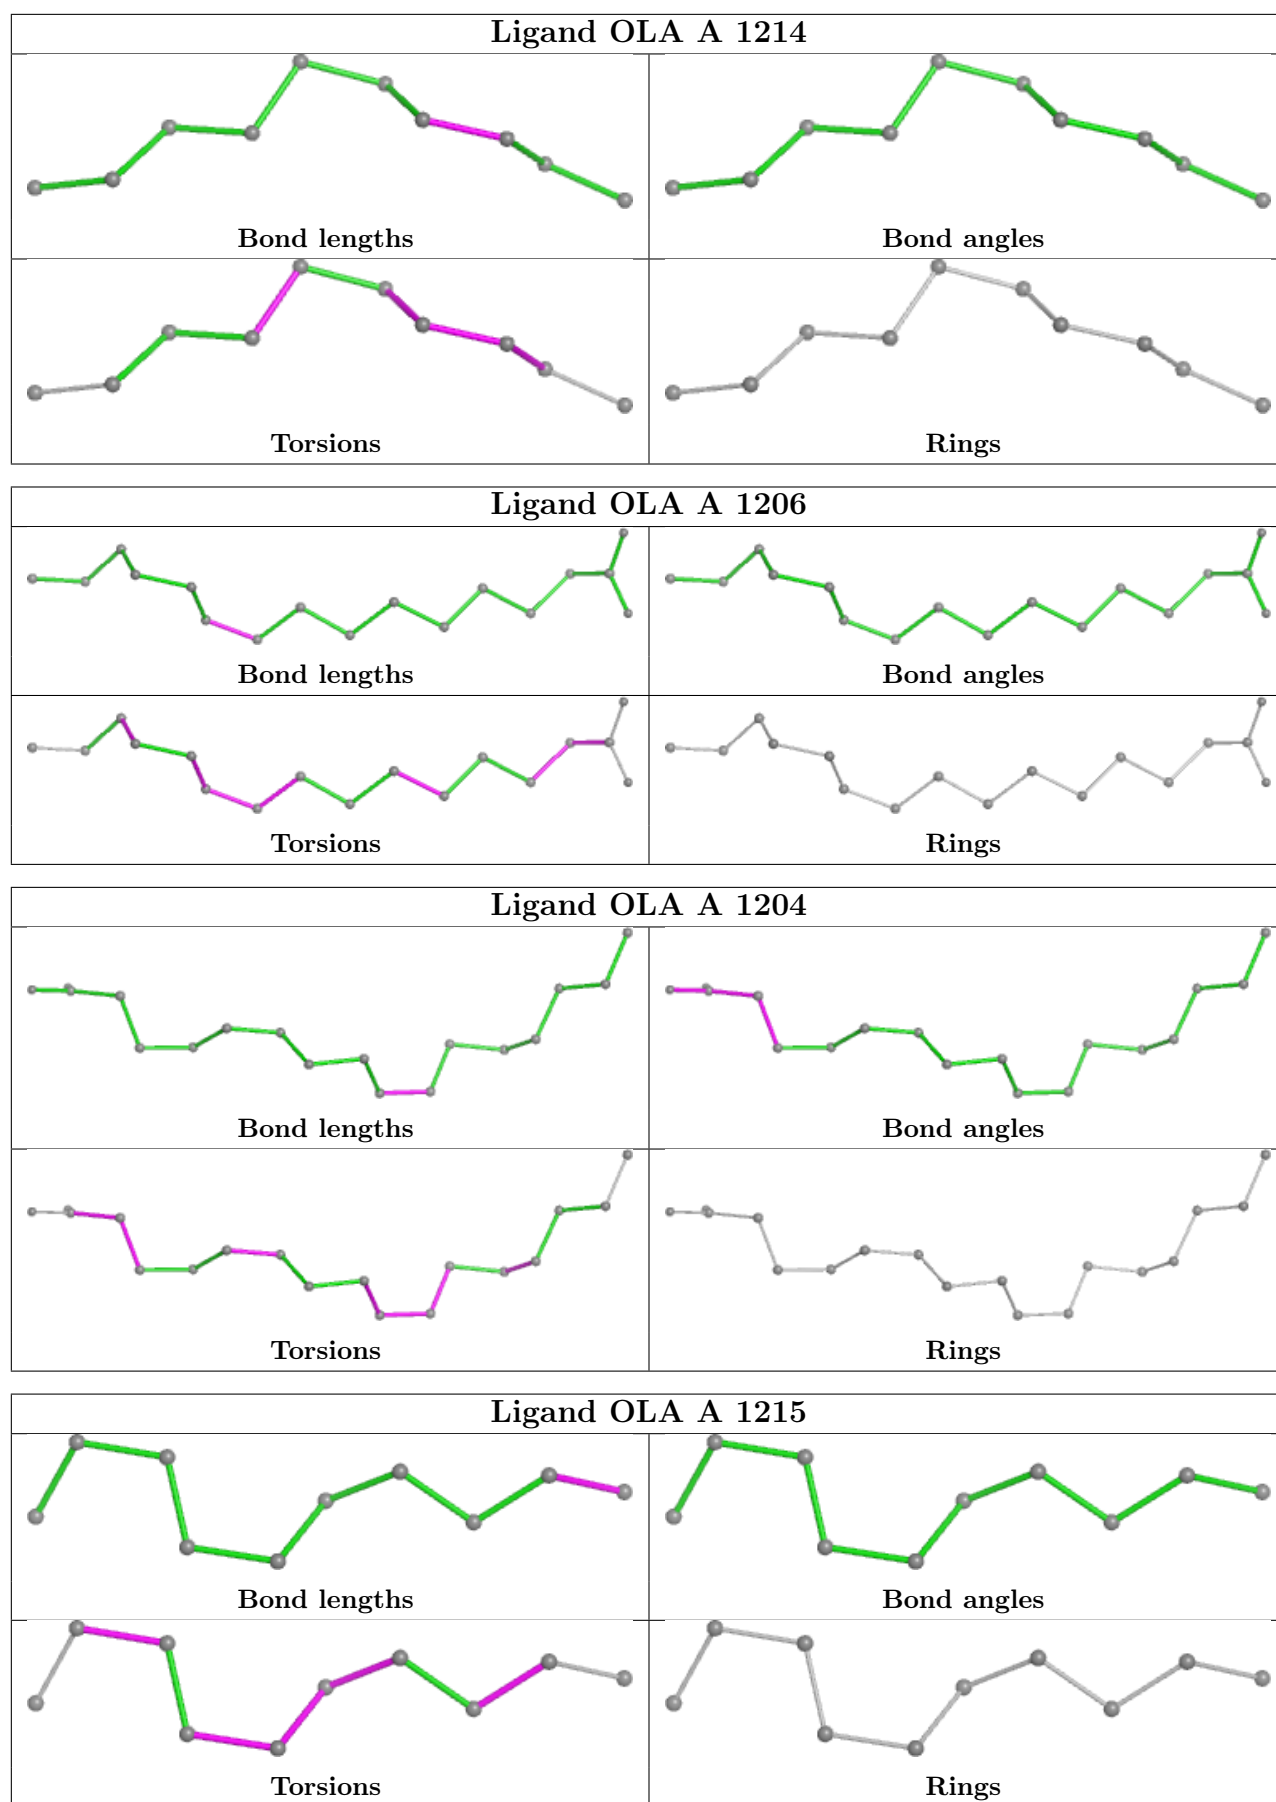 Ligand OLA A 1214
Bond lengths
Bond angles
Torsions
Rings
Ligand OLA A 1206
Bond lengths
Bond angles
Torsions
Rings
Ligand OLA A 1204
Bond lengths
Bond angles
Torsions
Rings
Ligand OLA A 1215
Bond lengths
Bond angles
Torsions
Rings